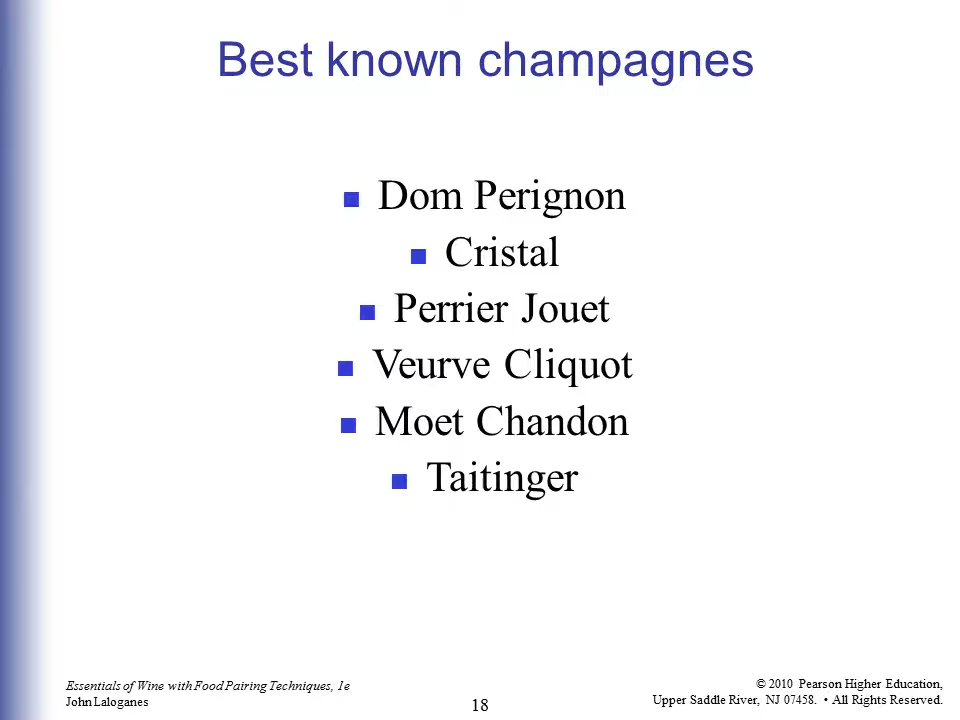 Best known champagnes
Dom Perignon
Cristal
Perrier Jouet
Veurve Cliquot
Moet Chandon
Taitinger
Essentials of Wine with Food Pairing Techniques, 1e
John Laloganes
18
© 2010 Pearson Higher Education,
Upper Saddle River, NJ 07458. • All Rights Reserved.